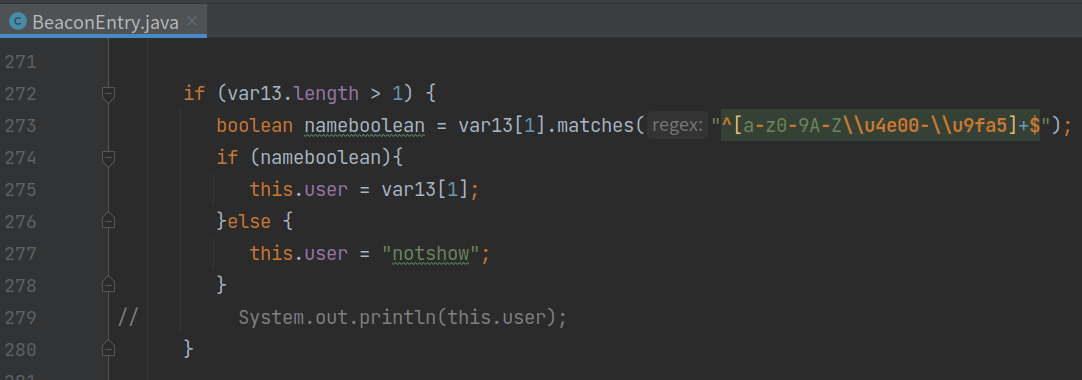 BeaconEntry.java
271
272 if (var13.length > 1) {
273 boolean nameboolean = var13[1].matches( regex: "^[a-z0-9A-Z\\u4e00-\\u9fa5]+$");
274 if (nameboolean){
275 this.user = var13[1];
276 }else {
277 this.user = "notshow";
278 }
279 // System.out.println(this.user);
280 }
281